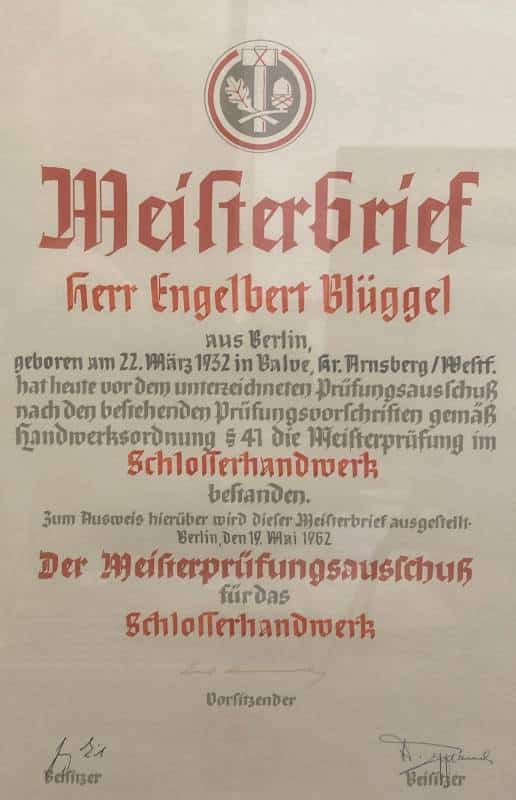 Meisterbrief
Herr Engelbert Blüggel
aus Berlin,
geboren am 22. März 1932 in Balve, Kr. Arnsberg/Westf.
hat heute vor dem unterzeichneten Prüfungsausschuß
nach den bestehenden Prüfungsvorschriften gemäß
Handwerksordnung § 41 die Meisterprüfung im
Schlosserhandwerk
bestanden.
Zum Ausweis hierüber wird dieser Meisterbrief ausgestellt.
Berlin, den 19. Mai 1962
Der Meisterprüfungsausschuß
für das
Schlosserhandwerk
Vorsitzender
Beisitzer
Beisitzer